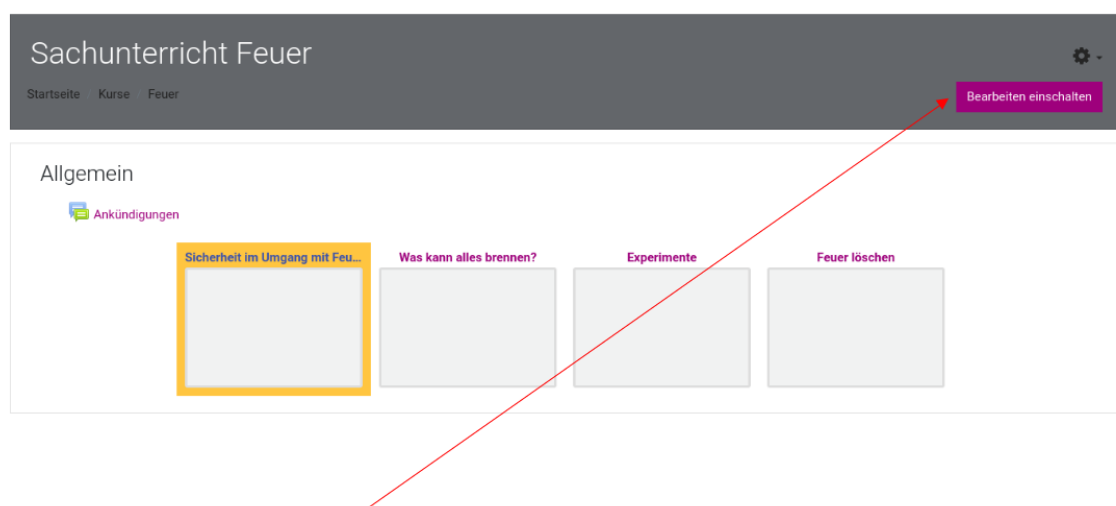 Sachunterricht Feuer
Startseite Kurse Feuer
Bearbeiten einschalten
Allgemein
Ankündigungen
Sicherheit im Umgang mit Feu...
Was kann alles brennen?
Experimente
Feuer löschen